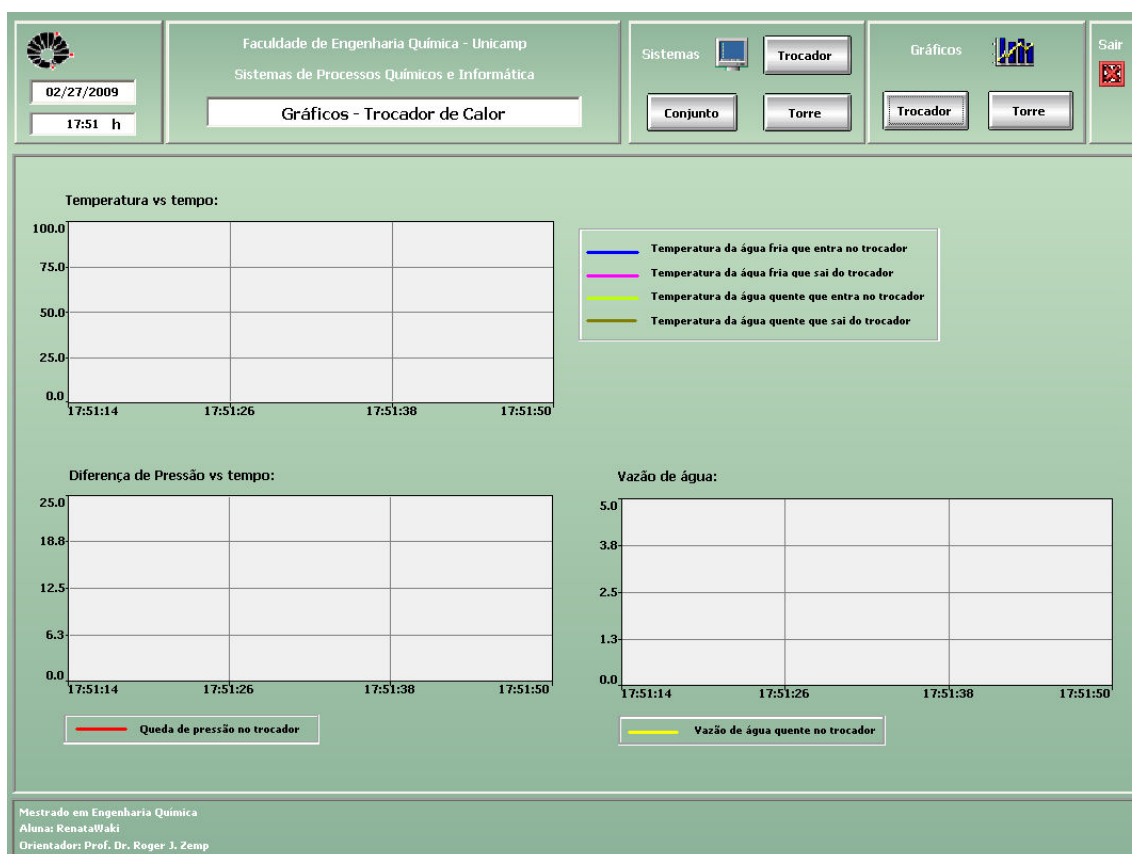 02/27/2009
17:51 h
Faculdade de Engenharia Química - Unicamp
Sistemas de Processos Químicos e Informática
Gráficos - Trocador de Calor
Sistemas
Trocador
Conjunto
Torre
Gráficos
Trocador
Torre
Sair
Temperatura vs tempo:
100.0
75.0
50.0
25.0
0.0
17:51:14 17:51:26 17:51:38 17:51:50
Temperatura da água fria que entra no trocador
Temperatura da água fria que sai do trocador
Temperatura da água quente que entra no trocador
Temperatura da água quente que sai do trocador
Diferença de Pressão vs tempo:
25.0
18.8
12.5
6.3
0.0
17:51:14 17:51:26 17:51:38 17:51:50
Queda de pressão no trocador
Vazão de água:
5.0
3.8
2.5
1.3
0.0
17:51:14 17:51:26 17:51:38 17:51:50
Vazão de água quente no trocador
Mestrado em Engenharia Química
Aluna: RenataWaki
Orientador: Prof. Dr. Roger J. Zemp